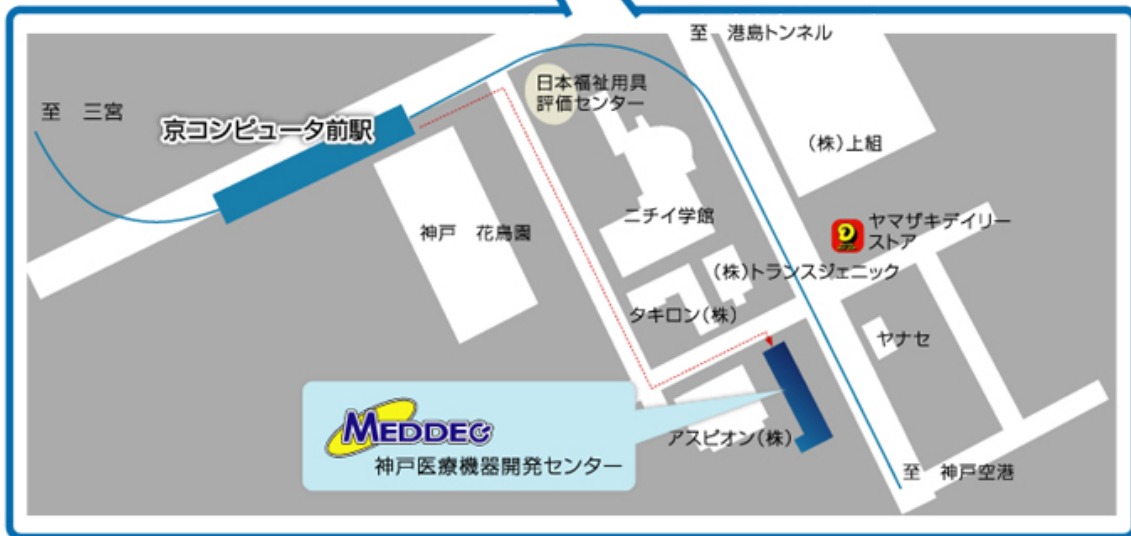 至　港島トンネル
日本福祉用具
評価センター
至　三宮
京コンピュータ前駅
(株)上組
神戸　花鳥園
ニチイ学館
ヤマザキデイリー
ストア
(株)トランスジェニック
タキロン(株)
ヤナセ
MEDDEC
神戸医療機器開発センター
アスピオン(株)
至　神戸空港